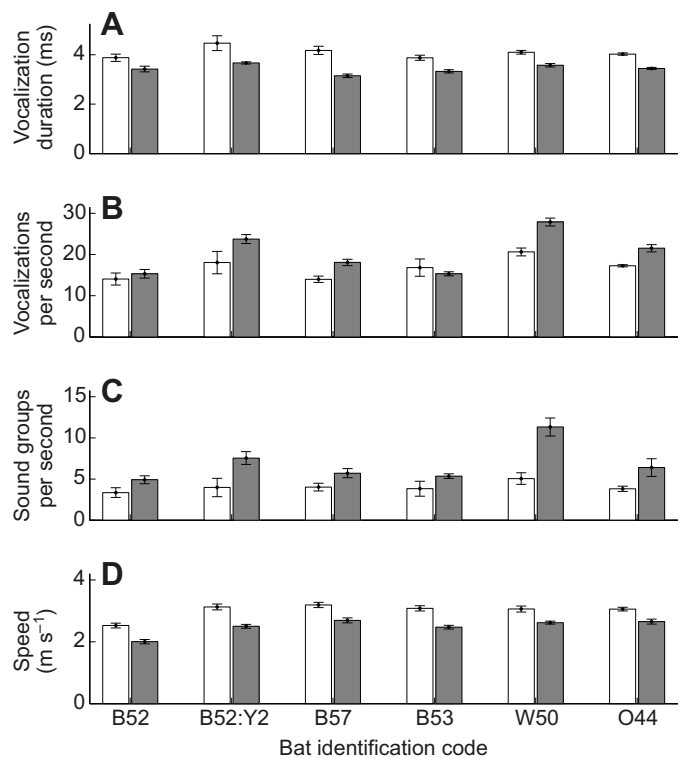 A
Vocalization
duration (ms)
4
2
0
B
Vocalizations
per second
30
20
10
0
C
Sound groups
per second
15
10
5
0
D
Speed
(m s⁻¹)
4
2
0
B52 B52:Y2 B57 B53 W50 O44
Bat identification code